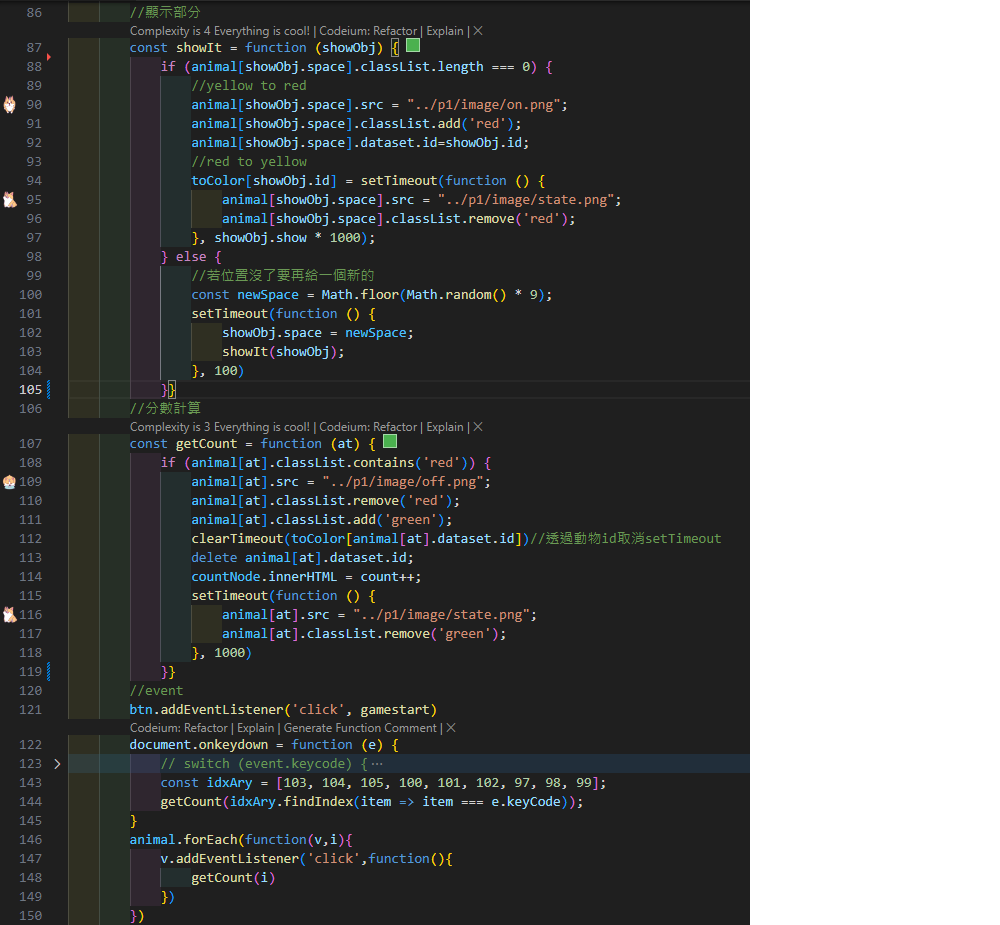 86 //顯示部分
Complexity is 4 Everything is cool! | Codeium: Refactor | Explain | ×
87 const showIt = function (showObj) {
88 if (animal[showObj.space].classList.length === 0) {
89 //yellow to red
90 animal[showObj.space].src = "../p1/image/on.png";
91 animal[showObj.space].classList.add('red');
92 animal[showObj.space].dataset.id=showObj.id;
93 //red to yellow
94 toColor[showObj.id] = setTimeout(function () {
95 animal[showObj.space].src = "../p1/image/state.png";
96 animal[showObj.space].classList.remove('red');
97 }, showObj.show * 1000);
98 } else {
99 //若位置沒了要再給一個新的
100 const newSpace = Math.floor(Math.random() * 9);
101 setTimeout(function () {
102 showObj.space = newSpace;
103 showIt(showObj);
104 }, 100)
105 }}
106 //分數計算
Complexity is 3 Everything is cool! | Codeium: Refactor | Explain | ×
107 const getCount = function (at) {
108 if (animal[at].classList.contains('red')) {
109 animal[at].src = "../p1/image/off.png";
110 animal[at].classList.remove('red');
111 animal[at].classList.add('green');
112 clearTimeout(toColor[animal[at].dataset.id])//透過動物id取消setTimeout
113 delete animal[at].dataset.id;
114 countNode.innerHTML = count++;
115 setTimeout(function () {
116 animal[at].src = "../p1/image/state.png";
117 animal[at].classList.remove('green');
118 }, 1000)
119 }}
120 //event
121 btn.addEventListener('click', gamestart)
Codeium: Refactor | Explain | Generate Function Comment | ×
122 document.onkeydown = function (e) {
123 // switch (event.keycode) {⋯
143 const idxAry = [103, 104, 105, 100, 101, 102, 97, 98, 99];
144 getCount(idxAry.findIndex(item => item === e.keyCode));
145 }
146 animal.forEach(function(v,i){
147 v.addEventListener('click',function(){
148 getCount(i)
149 })
150 })